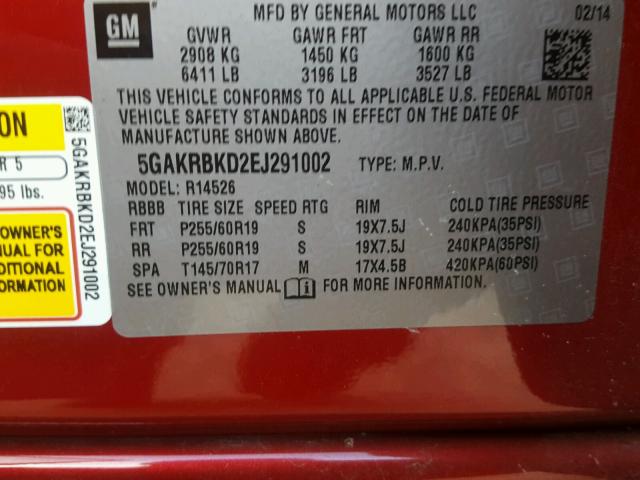 GM
MFD BY GENERAL MOTORS LLC 02/14
GVWR GAWR FRT GAWR RR
2908 KG 1450 KG 1600 KG
6411 LB 3196 LB 3527 LB
THIS VEHICLE CONFORMS TO ALL APPLICABLE U.S. FEDERAL MOTOR
VEHICLE SAFETY STANDARDS IN EFFECT ON THE DATE OF
MANUFACTURE SHOWN ABOVE.
5GAKRBKD2EJ291002 TYPE: M.P.V.
MODEL: R14526
RBBB TIRE SIZE SPEED RTG RIM COLD TIRE PRESSURE
FRT P255/60R19 S 19X7.5J 240KPA(35PSI)
RR P255/60R19 S 19X7.5J 240KPA(35PSI)
SPA T145/70R17 M 17X4.5B 420KPA(60PSI)
SEE OWNER'S MANUAL i FOR MORE INFORMATION.
ON
R 5
95 lbs.
OWNER'S
NUAL FOR
DITIONAL
RMATION
5GAKRBKD2EJ291002